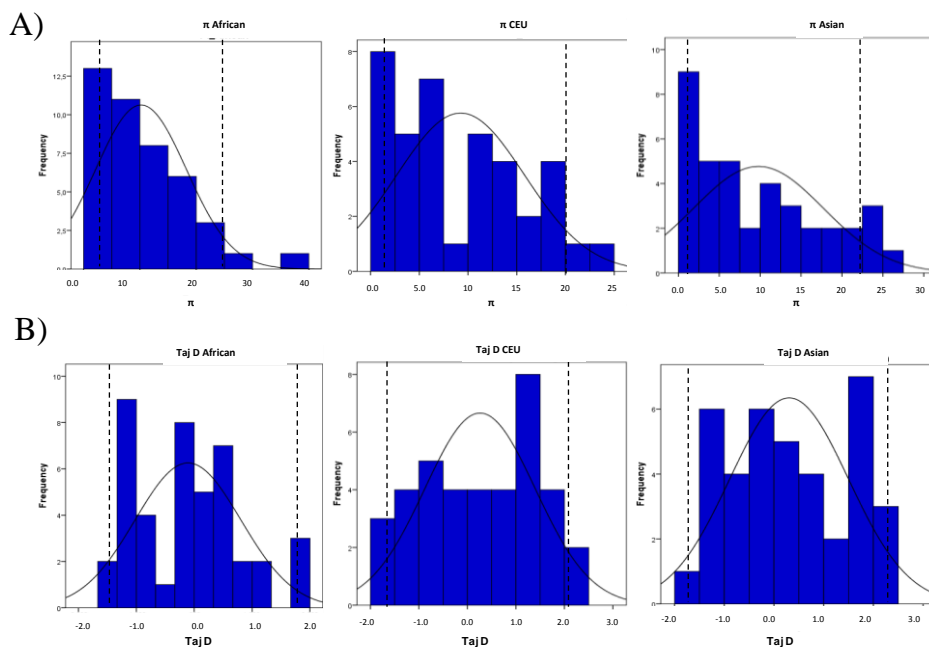 A)
π African
π CEU
π Asian
Frequency
12,5
10,0
7,5
5,0
2,5
0,0
0.0 10 20 30 40
π
Frequency
8
6
4
2
0
0.0 5.0 10 15 20 25
π
Frequency
10
8
6
4
2
0
0.0 5.0 10 15 20 25 30
π
B)
Taj D African
Taj D CEU
Taj D Asian
Frequency
10
8
6
4
2
0
-2.0 -1.0 0.0 1.0 2.0
Taj D
Frequency
8
6
4
2
0
-2.0 -1.0 0.0 1.0 2.0 3.0
Taj D
Frequency
6
4
2
0
-2.0 -1.0 0.0 1.0 2.0 3.0
Taj D